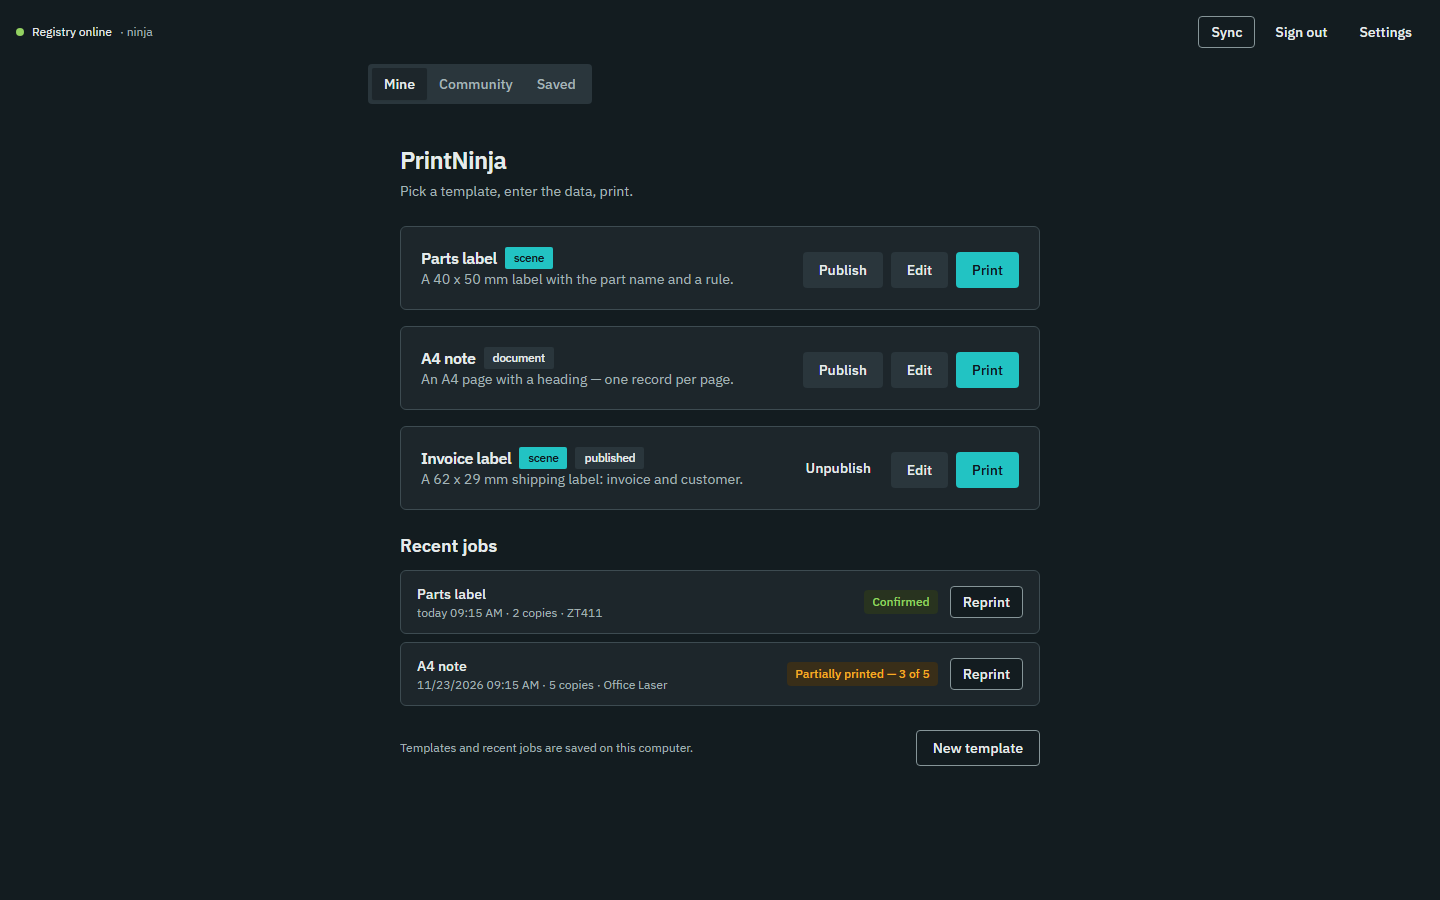 Registry online · ninja
Sync Sign out Settings
Mine Community Saved
PrintNinja
Pick a template, enter the data, print.
Parts label scene
A 40 x 50 mm label with the part name and a rule.
Publish Edit Print
A4 note document
An A4 page with a heading — one record per page.
Publish Edit Print
Invoice label scene published
A 62 x 29 mm shipping label: invoice and customer.
Unpublish Edit Print
Recent jobs
Parts label
today 09:15 AM · 2 copies · ZT411
Confirmed Reprint
A4 note
11/23/2026 09:15 AM · 5 copies · Office Laser
Partially printed — 3 of 5 Reprint
Templates and recent jobs are saved on this computer.
New template